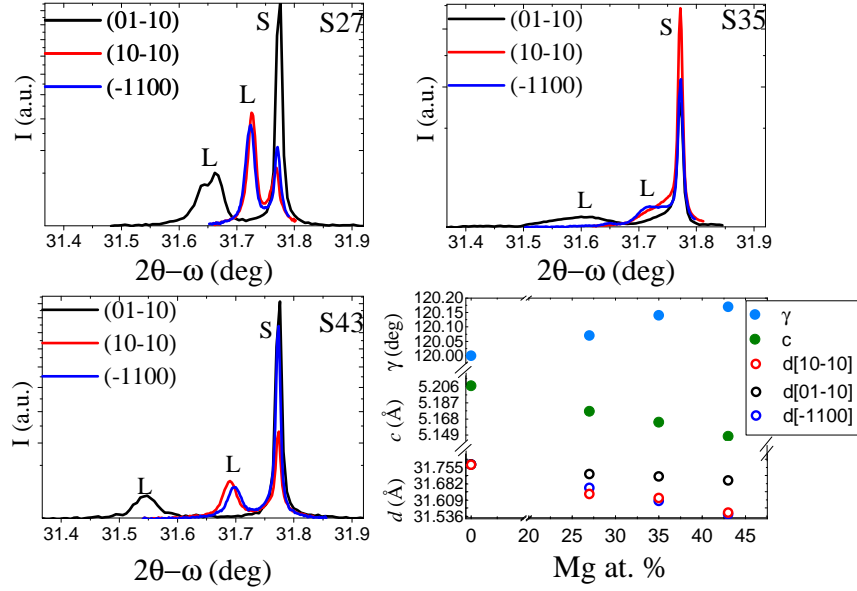 (01-10) S S27
(10-10)
(-1100)
L
L
I (a.u.)
31.4 31.5 31.6 31.7 31.8 31.9
2θ−ω (deg)
(01-10) S S35
(10-10)
(-1100)
L L
I (a.u.)
31.4 31.5 31.6 31.7 31.8 31.9
2θ−ω (deg)
(01-10) S S43
(10-10)
(-1100)
L L
I (a.u.)
31.4 31.5 31.6 31.7 31.8 31.9
2θ−ω (deg)
γ (deg)
120.20
120.15
120.10
120.05
120.00
c (Å)
5.206
5.187
5.168
5.149
d (Å)
31.755
31.682
31.609
31.536
0 20 25 30 35 40 45
Mg at. %
γ
c
d[10-10]
d[01-10]
d[-1100]